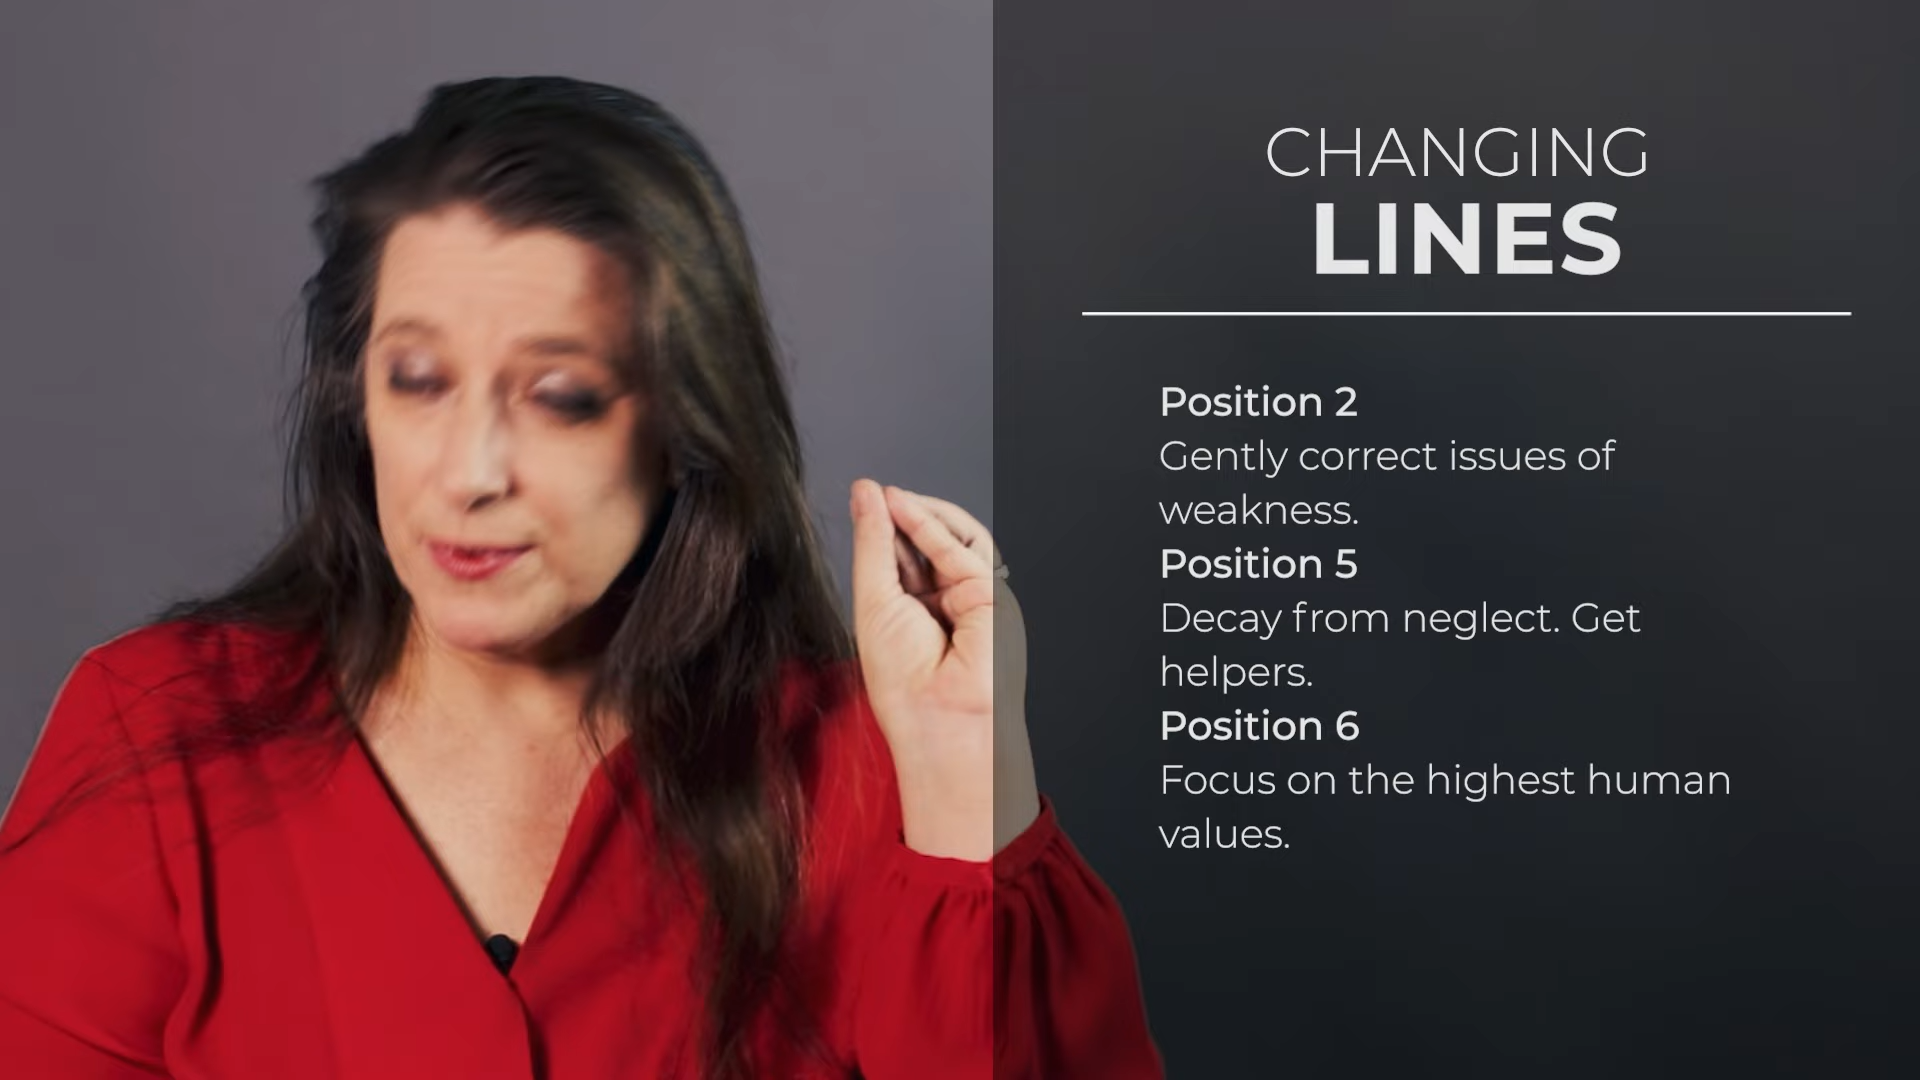 CHANGING
LINES
Position 2
Gently correct issues of
weakness.
Position 5
Decay from neglect. Get
helpers.
Position 6
Focus on the highest human
values.